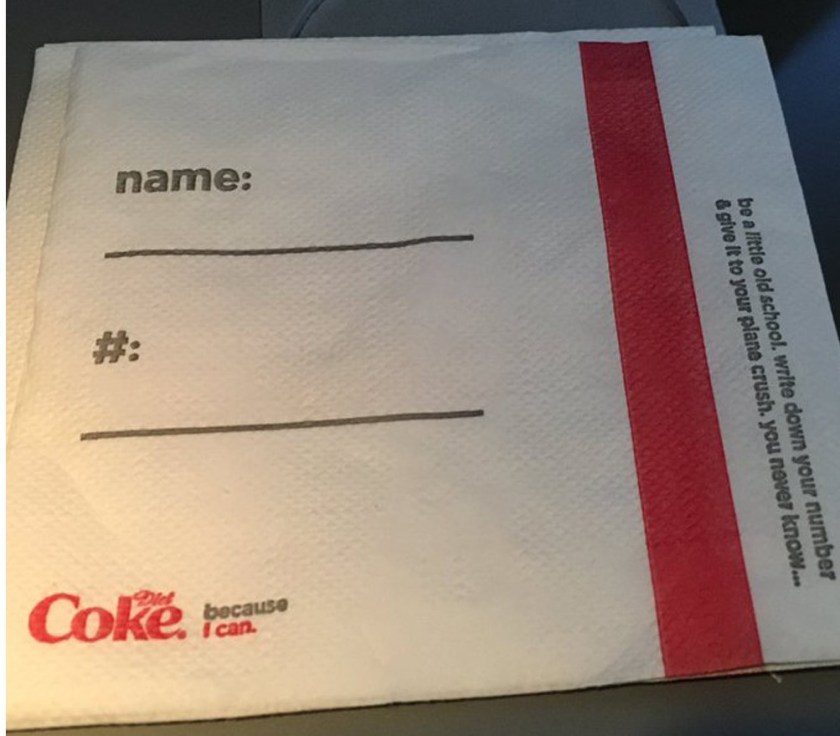 name:
#:
Diet
Coke.
because
I can.
be a little old school. write down your number
& give it to your plane crush. you never know...